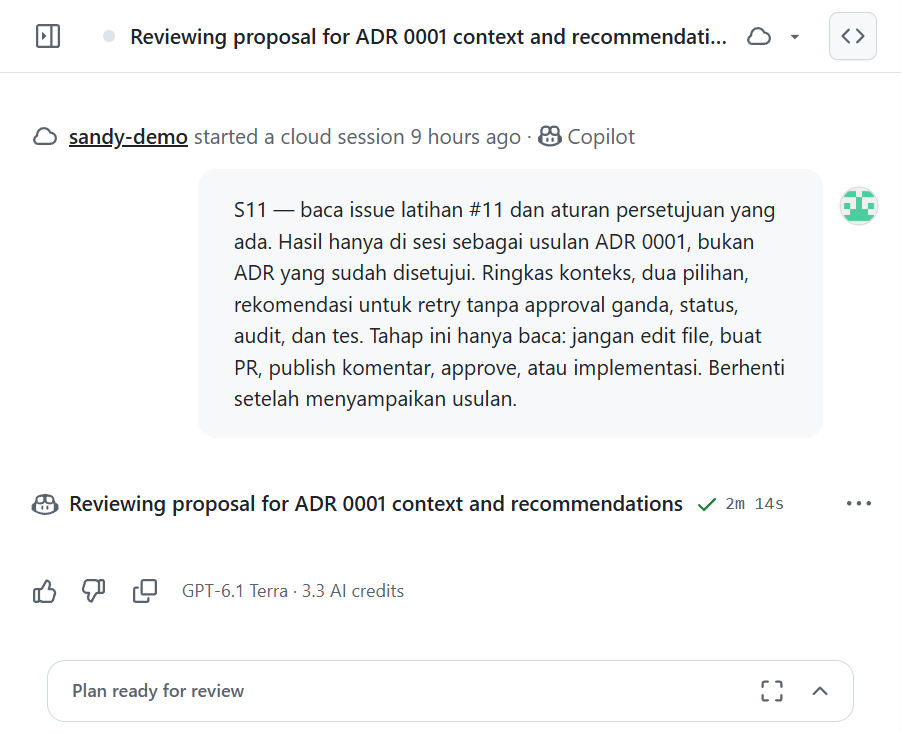 Reviewing proposal for ADR 0001 context and recommendati...
sandy-demo started a cloud session 9 hours ago · Copilot
S11 — baca issue latihan #11 dan aturan persetujuan yang
ada. Hasil hanya di sesi sebagai usulan ADR 0001, bukan
ADR yang sudah disetujui. Ringkas konteks, dua pilihan,
rekomendasi untuk retry tanpa approval ganda, status,
audit, dan tes. Tahap ini hanya baca: jangan edit file, buat
PR, publish komentar, approve, atau implementasi. Berhenti
setelah menyampaikan usulan.
Reviewing proposal for ADR 0001 context and recommendations 2m 14s
GPT-6.1 Terra · 3.3 AI credits
Plan ready for review